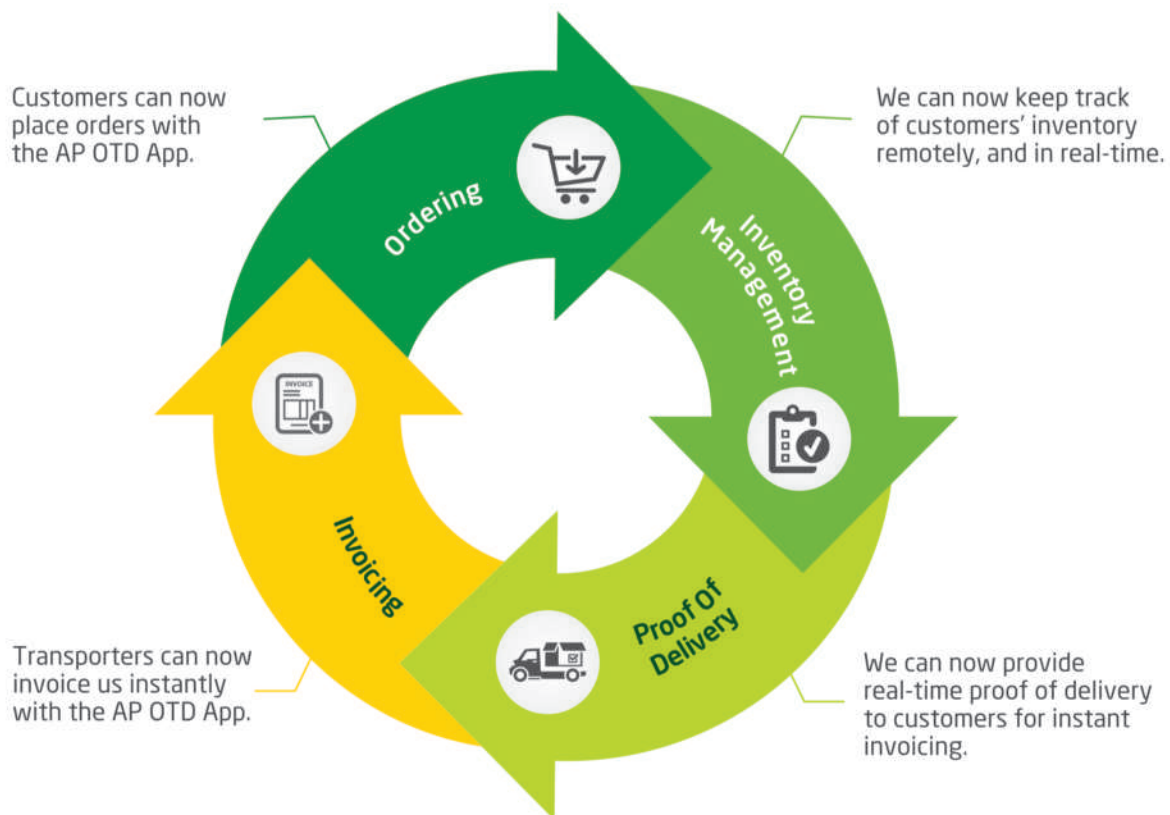 Customers can now
place orders with
the AP OTD App.
We can now keep track
of customers' inventory
remotely, and in real-time.
Ordering
Inventory
Management
INVOICE
Invoicing
Proof Of
Delivery
Transporters can now
invoice us instantly
with the AP OTD App.
We can now provide
real-time proof of delivery
to customers for instant
invoicing.